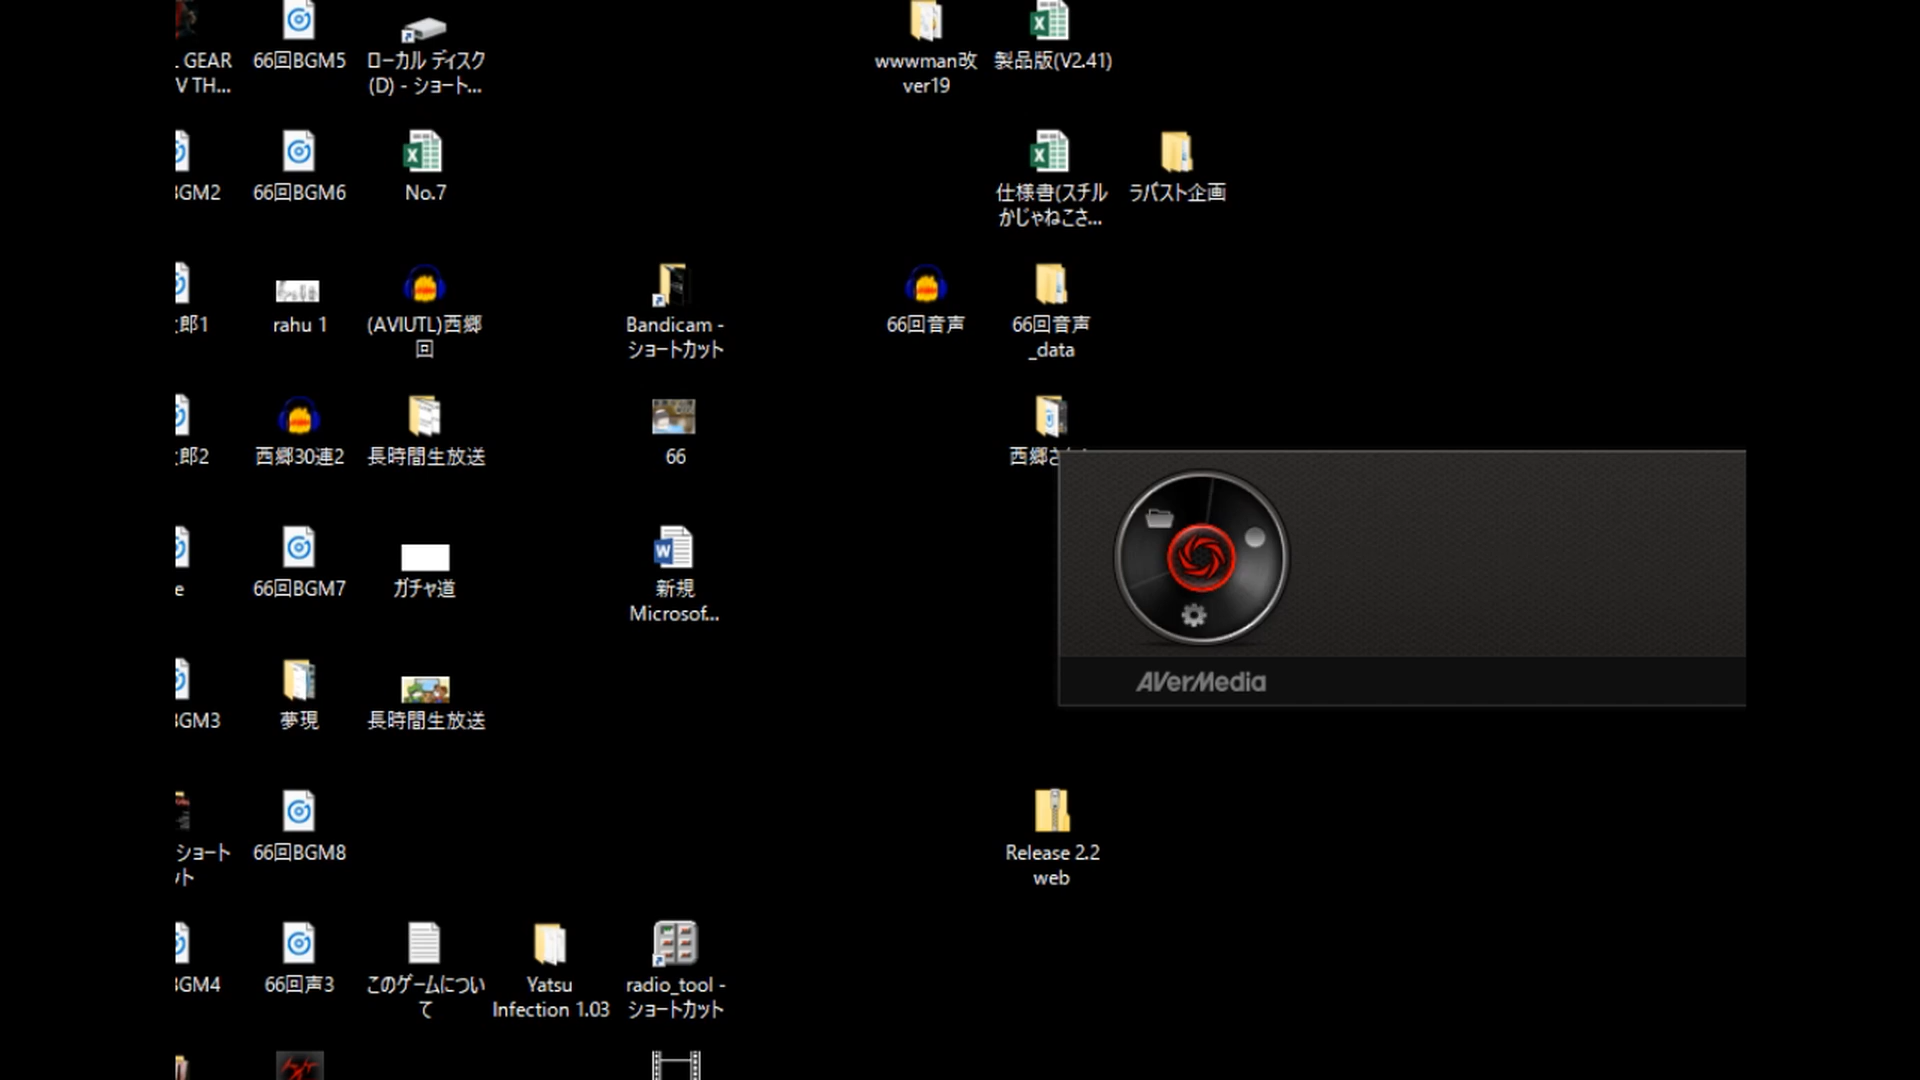 . GEAR
V TH...
66回BGM5
ローカル ディスク
(D) - ショート...
wwwman改
ver19
製品版(V2.41)
GM2
66回BGM6
No.7
仕様書(スチル
かじゃねこさ...
ラバスト企画
郎1
rahu 1
(AVIUTL)西郷
回
Bandicam -
ショートカット
66回音声
66回音声
_data
郎2
西郷30連2
長時間生放送
66
西郷さ
e
66回BGM7
ガチャ道
新規
Microsof...
AVerMedia
GM3
夢現
長時間生放送
ショート
ット
66回BGM8
Release 2.2
web
GM4
66回声3
このゲームについ
て
Yatsu
Infection 1.03
radio_tool -
ショートカット